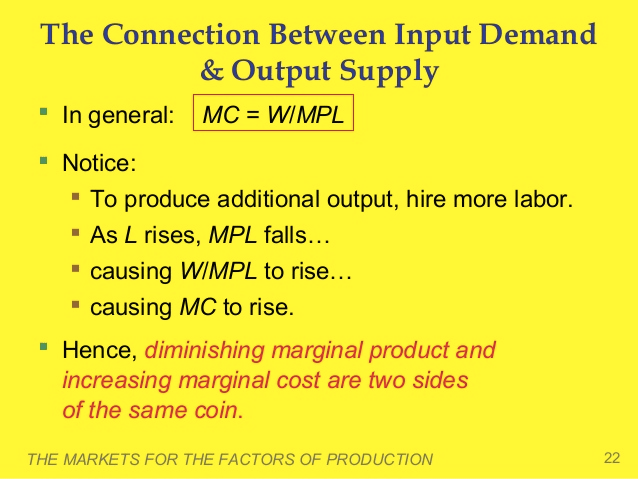 The Connection Between Input Demand
& Output Supply
▪ In general: MC = W/MPL
▪ Notice:
▪ To produce additional output, hire more labor.
▪ As L rises, MPL falls…
▪ causing W/MPL to rise…
▪ causing MC to rise.
▪ Hence, diminishing marginal product and
increasing marginal cost are two sides
of the same coin.
THE MARKETS FOR THE FACTORS OF PRODUCTION 22